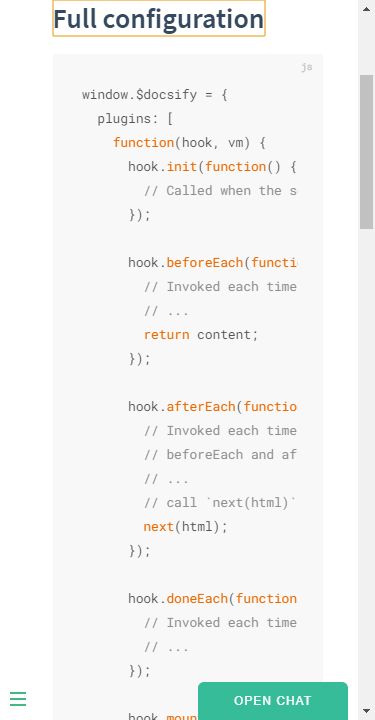 Full configuration
js
window.$docsify = {
plugins: [
function(hook, vm) {
hook.init(function() {
// Called when the s
});
hook.beforeEach(functi
// Invoked each time
// ...
return content;
});
hook.afterEach(functio
// Invoked each time
// beforeEach and af
// ...
// call `next(html)`
next(html);
});
hook.doneEach(function
// Invoked each time
// ...
});
hook.moun
OPEN CHAT